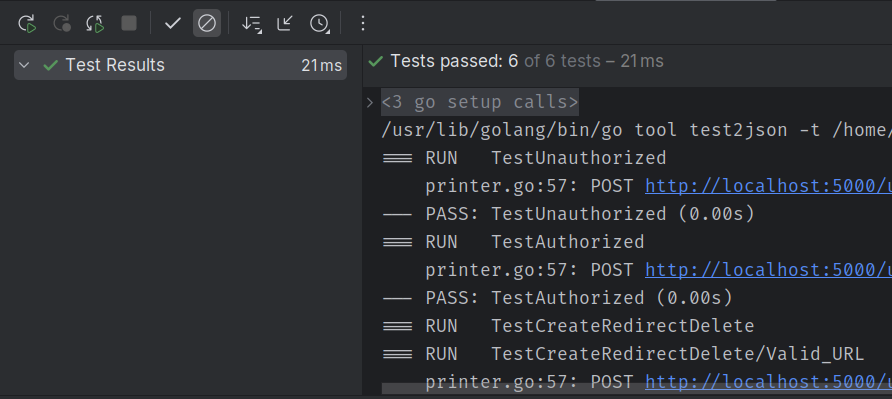 Test Results 21 ms
Tests passed: 6 of 6 tests – 21 ms
<3 go setup calls>
/usr/lib/golang/bin/go tool test2json -t /home/
=== RUN   TestUnauthorized
printer.go:57: POST http://localhost:5000/u
--- PASS: TestUnauthorized (0.00s)
=== RUN   TestAuthorized
printer.go:57: POST http://localhost:5000/u
--- PASS: TestAuthorized (0.00s)
=== RUN   TestCreateRedirectDelete
=== RUN   TestCreateRedirectDelete/Valid_URL
printer.go:57: POST http://localhost:5000/u